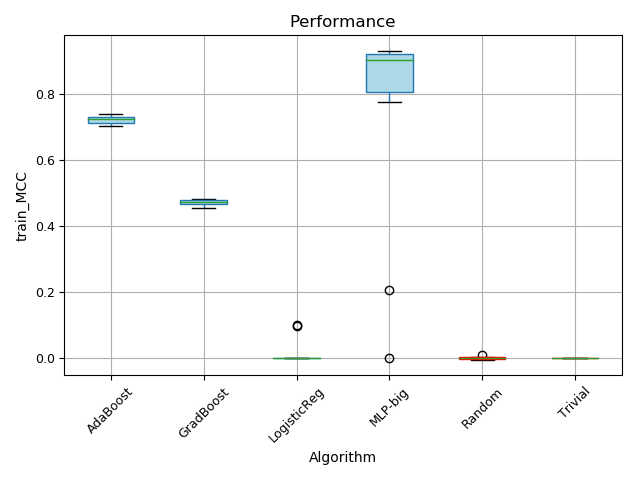 Performance
train_MCC
0.8
0.6
0.4
0.2
0.0
AdaBoost
GradBoost
LogisticReg
MLP-big
Random
Trivial
Algorithm